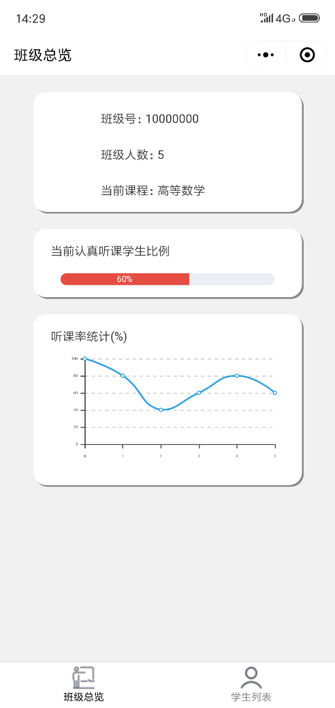 14:29
4G
班级总览
班级号: 10000000
班级人数: 5
当前课程: 高等数学
当前认真听课学生比例
60%
听课率统计(%)
100
80
60
40
20
0
0 1 2 3 4 5
班级总览
学生列表